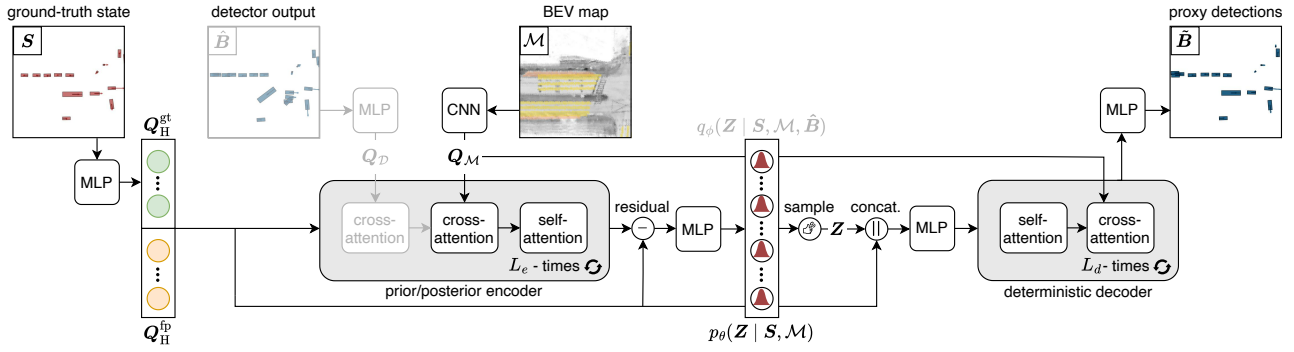 ground-truth state
S
detector output
B̂
BEV map
M
proxy detections
B̃
MLP
CNN
MLP
Q_H^gt
Q_D
Q_M
q_ϕ(Z | S, M, B̂)
MLP
cross-
attention
cross-
attention
self-
attention
L_e - times
prior/posterior encoder
residual
−
MLP
sample
Z
concat.
||
MLP
self-
attention
cross-
attention
L_d - times
deterministic decoder
Q_H^fp
p_θ(Z | S, M)